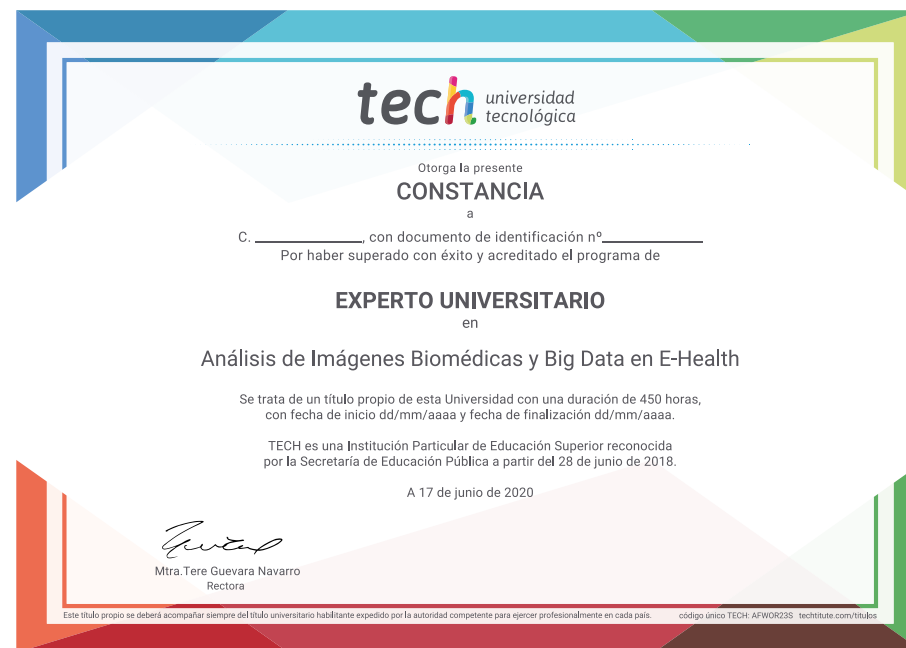 tech universidad
tecnológica
Otorga la presente
CONSTANCIA
a
C. ____________, con documento de identificación nº____________
Por haber superado con éxito y acreditado el programa de
EXPERTO UNIVERSITARIO
en
Análisis de Imágenes Biomédicas y Big Data en E-Health
Se trata de un título propio de esta Universidad con una duración de 450 horas,
con fecha de inicio dd/mm/aaaa y fecha de finalización dd/mm/aaaa.
TECH es una Institución Particular de Educación Superior reconocida
por la Secretaría de Educación Pública a partir del 28 de junio de 2018.
A 17 de junio de 2020
Mtra.Tere Guevara Navarro
Rectora
Este título propio se deberá acompañar siempre del título universitario habilitante expedido por la autoridad competente para ejercer profesionalmente en cada país. código único TECH: AFWOR23S techtitute.com/titulos